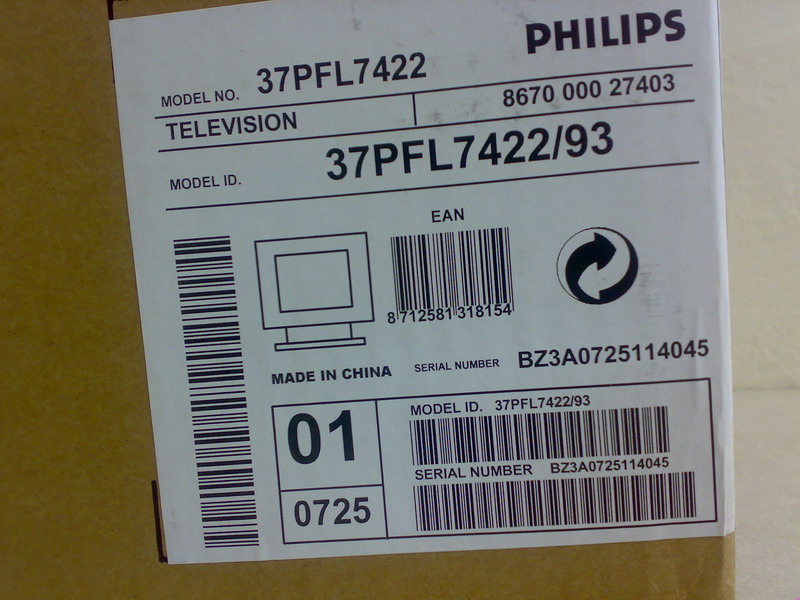 PHILIPS
MODEL NO. 37PFL7422
TELEVISION 8670 000 27403
MODEL ID. 37PFL7422/93
EAN
8 712581 318154
MADE IN CHINA SERIAL NUMBER BZ3A0725114045
01
0725
MODEL ID. 37PFL7422/93
SERIAL NUMBER BZ3A0725114045